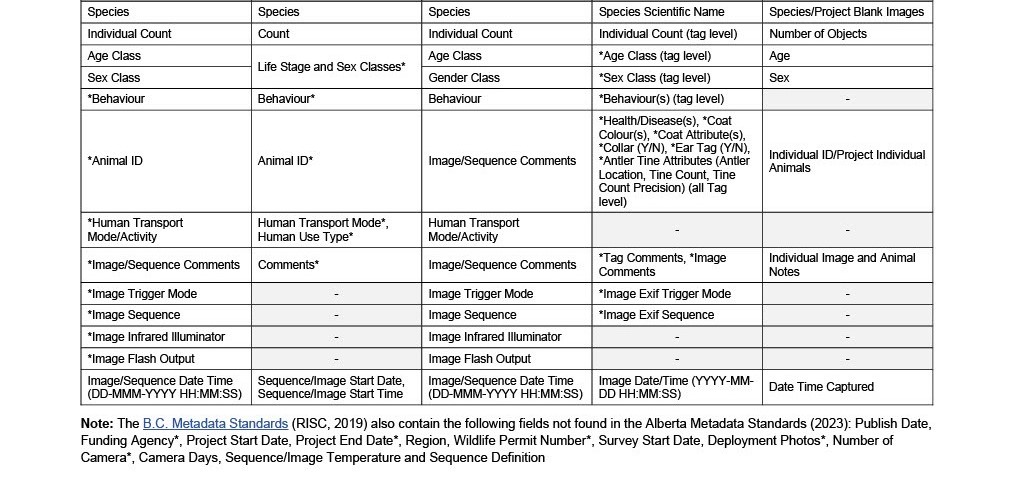 Species Species Species Species Scientific Name Species/Project Blank Images
Individual Count Count Individual Count Individual Count (tag level) Number of Objects
Age Class Life Stage and Sex Classes* Age Class *Age Class (tag level) Age
Sex Class Gender Class *Sex Class (tag level) Sex
*Behaviour Behaviour* Behaviour *Behaviour(s) (tag level) -
*Animal ID Animal ID* Image/Sequence Comments
*Health/Disease(s), *Coat
Colour(s), *Coat Attribute(s),
*Collar (Y/N), *Ear Tag (Y/N),
*Antler Tine Attributes (Antler
Location, Tine Count, Tine
Count Precision) (all Tag
level)
Individual ID/Project Individual
Animals
*Human Transport
Mode/Activity
Human Transport Mode*,
Human Use Type*
Human Transport
Mode/Activity
- -
*Image/Sequence Comments Comments* Image/Sequence Comments
*Tag Comments, *Image
Comments
Individual Image and Animal
Notes
*Image Trigger Mode - Image Trigger Mode *Image Exif Trigger Mode -
*Image Sequence - Image Sequence *Image Exif Sequence -
*Image Infrared Illuminator - Image Infrared Illuminator - -
*Image Flash Output - Image Flash Output - -
Image/Sequence Date Time
(DD-MMM-YYYY HH:MM:SS)
Sequence/Image Start Date,
Sequence/Image Start Time
Image/Sequence Date Time
(DD-MMM-YYYY HH:MM:SS)
Image Date/Time (YYYY-MM-
DD HH:MM:SS)
Date Time Captured
Note: The B.C. Metadata Standards (RISC, 2019) also contain the following fields not found in the Alberta Metadata Standards (2023): Publish Date,
Funding Agency*, Project Start Date, Project End Date*, Region, Wildlife Permit Number*, Survey Start Date, Deployment Photos*, Number of
Camera*, Camera Days, Sequence/Image Temperature and Sequence Definition